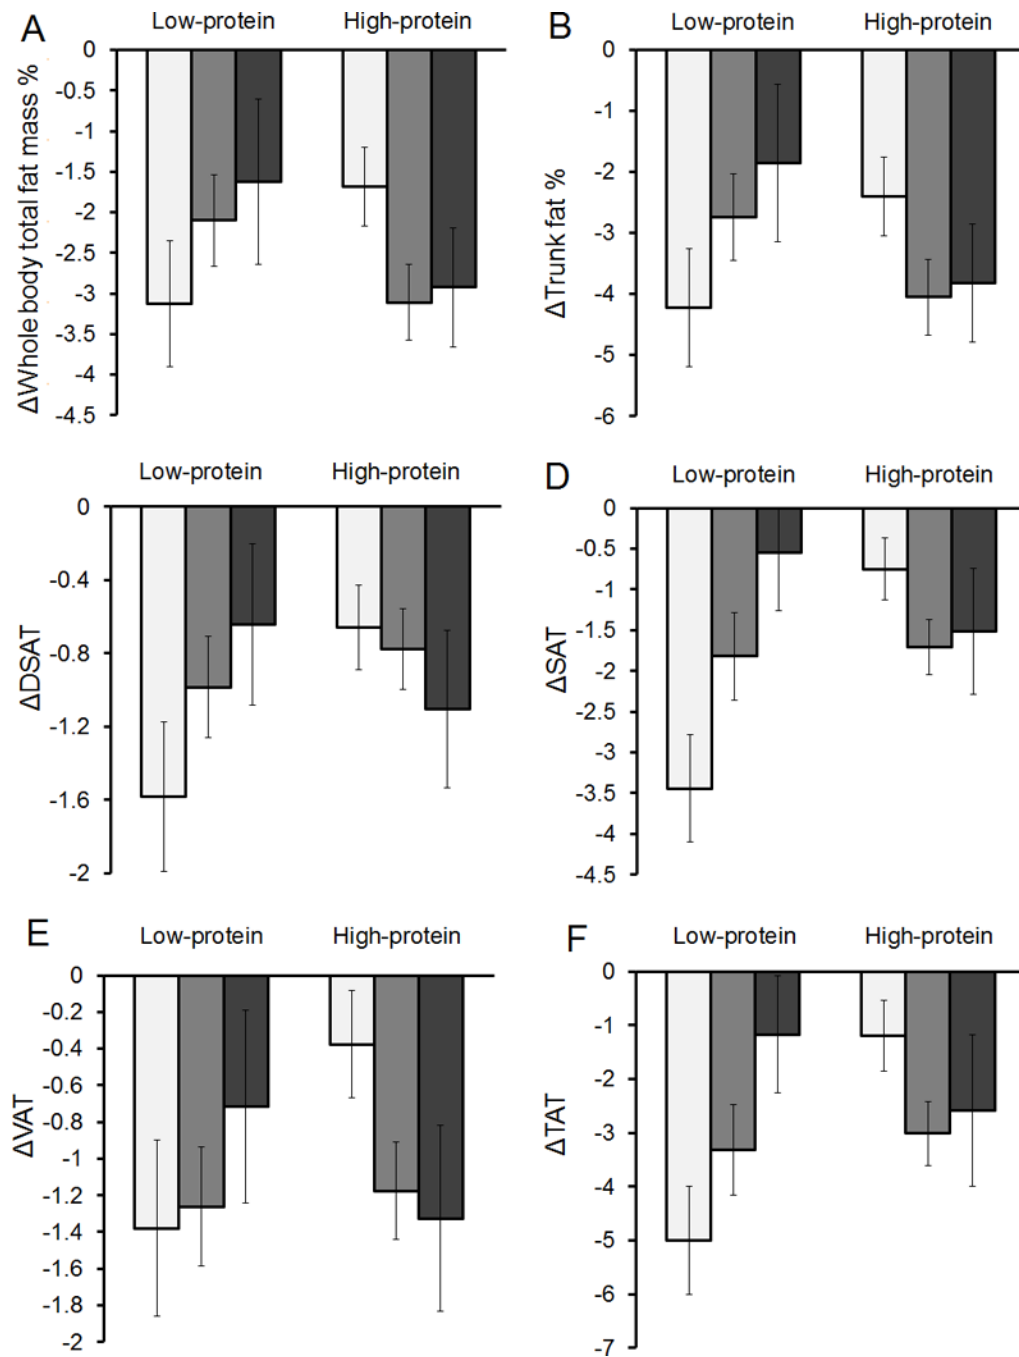 A
Low-protein
High-protein
ΔWhole body total fat mass %
0
-0.5
-1
-1.5
-2
-2.5
-3
-3.5
-4
-4.5
B
Low-protein
High-protein
ΔTrunk fat %
0
-1
-2
-3
-4
-5
-6
Low-protein
High-protein
ΔDSAT
0
-0.4
-0.8
-1.2
-1.6
-2
D
Low-protein
High-protein
ΔSAT
0
-0.5
-1
-1.5
-2
-2.5
-3
-3.5
-4
-4.5
E
Low-protein
High-protein
ΔVAT
0
-0.2
-0.4
-0.6
-0.8
-1
-1.2
-1.4
-1.6
-1.8
-2
F
Low-protein
High-protein
ΔTAT
0
-1
-2
-3
-4
-5
-6
-7